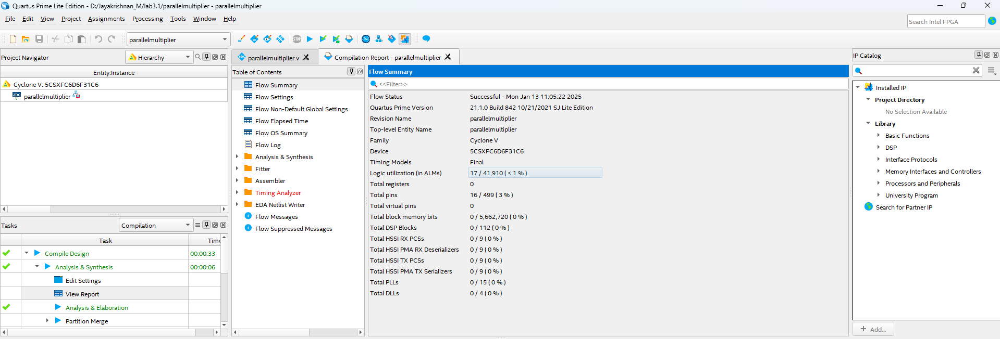 Quartus Prime Lite Edition - D:/Jayakrishnan_M/lab3.1/parallelmultiplier - parallelmultiplier
File Edit View Project Assignments Processing Tools Window Help
Search Intel FPGA
parallelmultiplier
STOP
Project Navigator
Hierarchy
Entity:Instance
Cyclone V: 5CSXFC6D6F31C6
abc parallelmultiplier
Tasks
Compilation
Task Time
Compile Design 00:00:33
Analysis & Synthesis 00:00:06
Edit Settings
View Report
Analysis & Elaboration
Partition Merge
abc parallelmultiplier.v
Compilation Report - parallelmultiplier
Table of Contents
Flow Summary
Flow Settings
Flow Non-Default Global Settings
Flow Elapsed Time
Flow OS Summary
Flow Log
Analysis & Synthesis
Fitter
Assembler
Timing Analyzer
EDA Netlist Writer
Flow Messages
Flow Suppressed Messages
Flow Summary
<<Filter>>
Flow Status Successful - Mon Jan 13 11:05:22 2025
Quartus Prime Version 21.1.0 Build 842 10/21/2021 SJ Lite Edition
Revision Name parallelmultiplier
Top-level Entity Name parallelmultiplier
Family Cyclone V
Device 5CSXFC6D6F31C6
Timing Models Final
Logic utilization (in ALMs) 17 / 41,910 ( < 1 % )
Total registers 0
Total pins 16 / 499 ( 3 % )
Total virtual pins 0
Total block memory bits 0 / 5,662,720 ( 0 % )
Total DSP Blocks 0 / 112 ( 0 % )
Total HSSI RX PCSs 0 / 9 ( 0 % )
Total HSSI PMA RX Deserializers 0 / 9 ( 0 % )
Total HSSI TX PCSs 0 / 9 ( 0 % )
Total HSSI PMA TX Serializers 0 / 9 ( 0 % )
Total PLLs 0 / 15 ( 0 % )
Total DLLs 0 / 4 ( 0 % )
IP Catalog
Installed IP
Project Directory
No Selection Available
Library
Basic Functions
DSP
Interface Protocols
Memory Interfaces and Controllers
Processors and Peripherals
University Program
Search for Partner IP
+ Add...